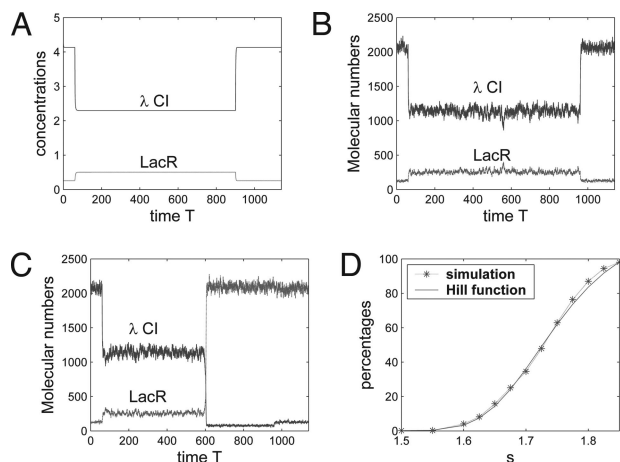 A
concentrations
5
4
3
2
1
0
λ CI
LacR
0 200 400 600 800 1000
time T
B
Molecular numbers
2500
2000
1500
1000
500
0
λ CI
LacR
0 200 400 600 800 1000
time T
C
Molecular numbers
2500
2000
1500
1000
500
0
λ CI
LacR
0 200 400 600 800 1000
time T
D
percentages
100
80
60
40
20
0
simulation
Hill function
1.5 1.6 1.7 1.8
s